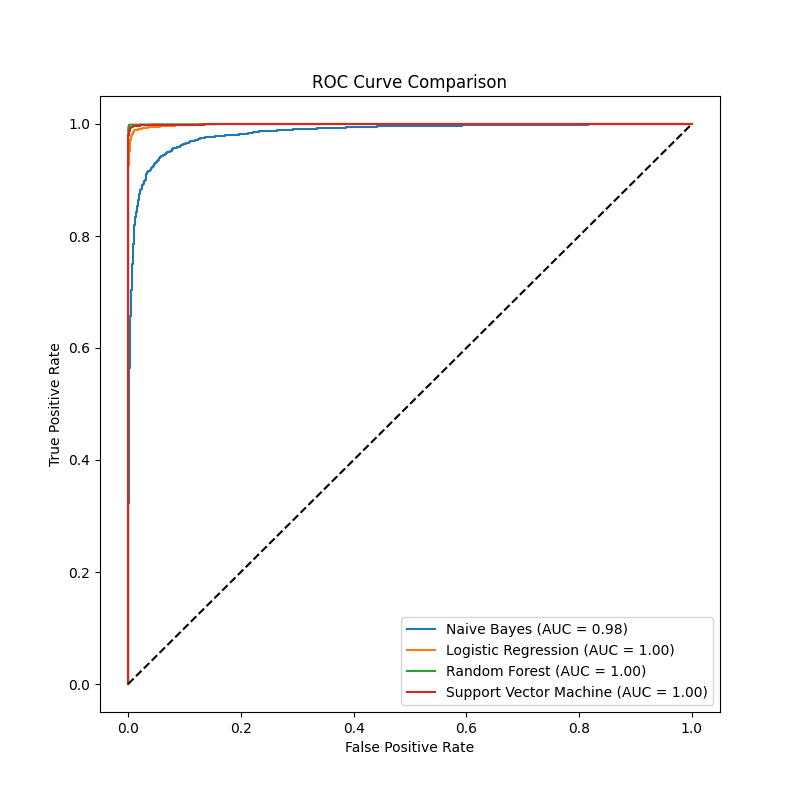 ROC Curve Comparison
True Positive Rate
1.0
0.8
0.6
0.4
0.2
0.0
Naive Bayes (AUC = 0.98)
Logistic Regression (AUC = 1.00)
Random Forest (AUC = 1.00)
Support Vector Machine (AUC = 1.00)
0.0 0.2 0.4 0.6 0.8 1.0
False Positive Rate